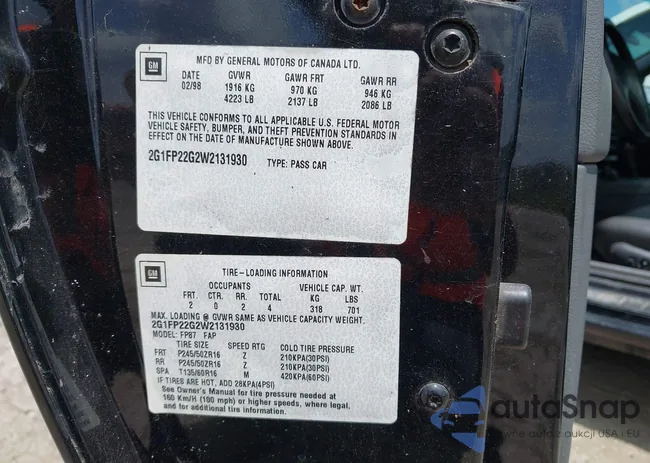 GM
MFD BY GENERAL MOTORS OF CANADA LTD.
DATE GVWR GAWR FRT GAWR RR
02/98 1916 KG 970 KG 946 KG
4223 LB 2137 LB 2086 LB
THIS VEHICLE CONFORMS TO ALL APPLICABLE U.S. FEDERAL MOTOR
VEHICLE SAFETY, BUMPER, AND THEFT PREVENTION STANDARDS IN
EFFECT ON THE DATE OF MANUFACTURE SHOWN ABOVE.
2G1FP22G2W2131930 TYPE: PASS CAR
GM
TIRE-LOADING INFORMATION
OCCUPANTS VEHICLE CAP. WT.
FRT. CTR. RR. TOTAL KG LBS
2 0 2 4 318 701
MAX. LOADING @ GVWR SAME AS VEHICLE CAPACITY WEIGHT.
2G1FP22G2W2131930
MODEL: FP87 FAP
TIRE SIZE SPEED RTG COLD TIRE PRESSURE
FRT P245/50ZR16 Z 210KPA(30PSI)
RR P245/50ZR16 Z 210KPA(30PSI)
SPA T135/60R16 M 420KPA(60PSI)
IF TIRES ARE HOT, ADD 28KPA(4PSI)
See Owner's Manual for tire pressure reminder at
160 Km/H (100 mph) or higher speeds, where legal,
and for additional tire information.
autoSnap
pewne auto z aukcji USA i EU